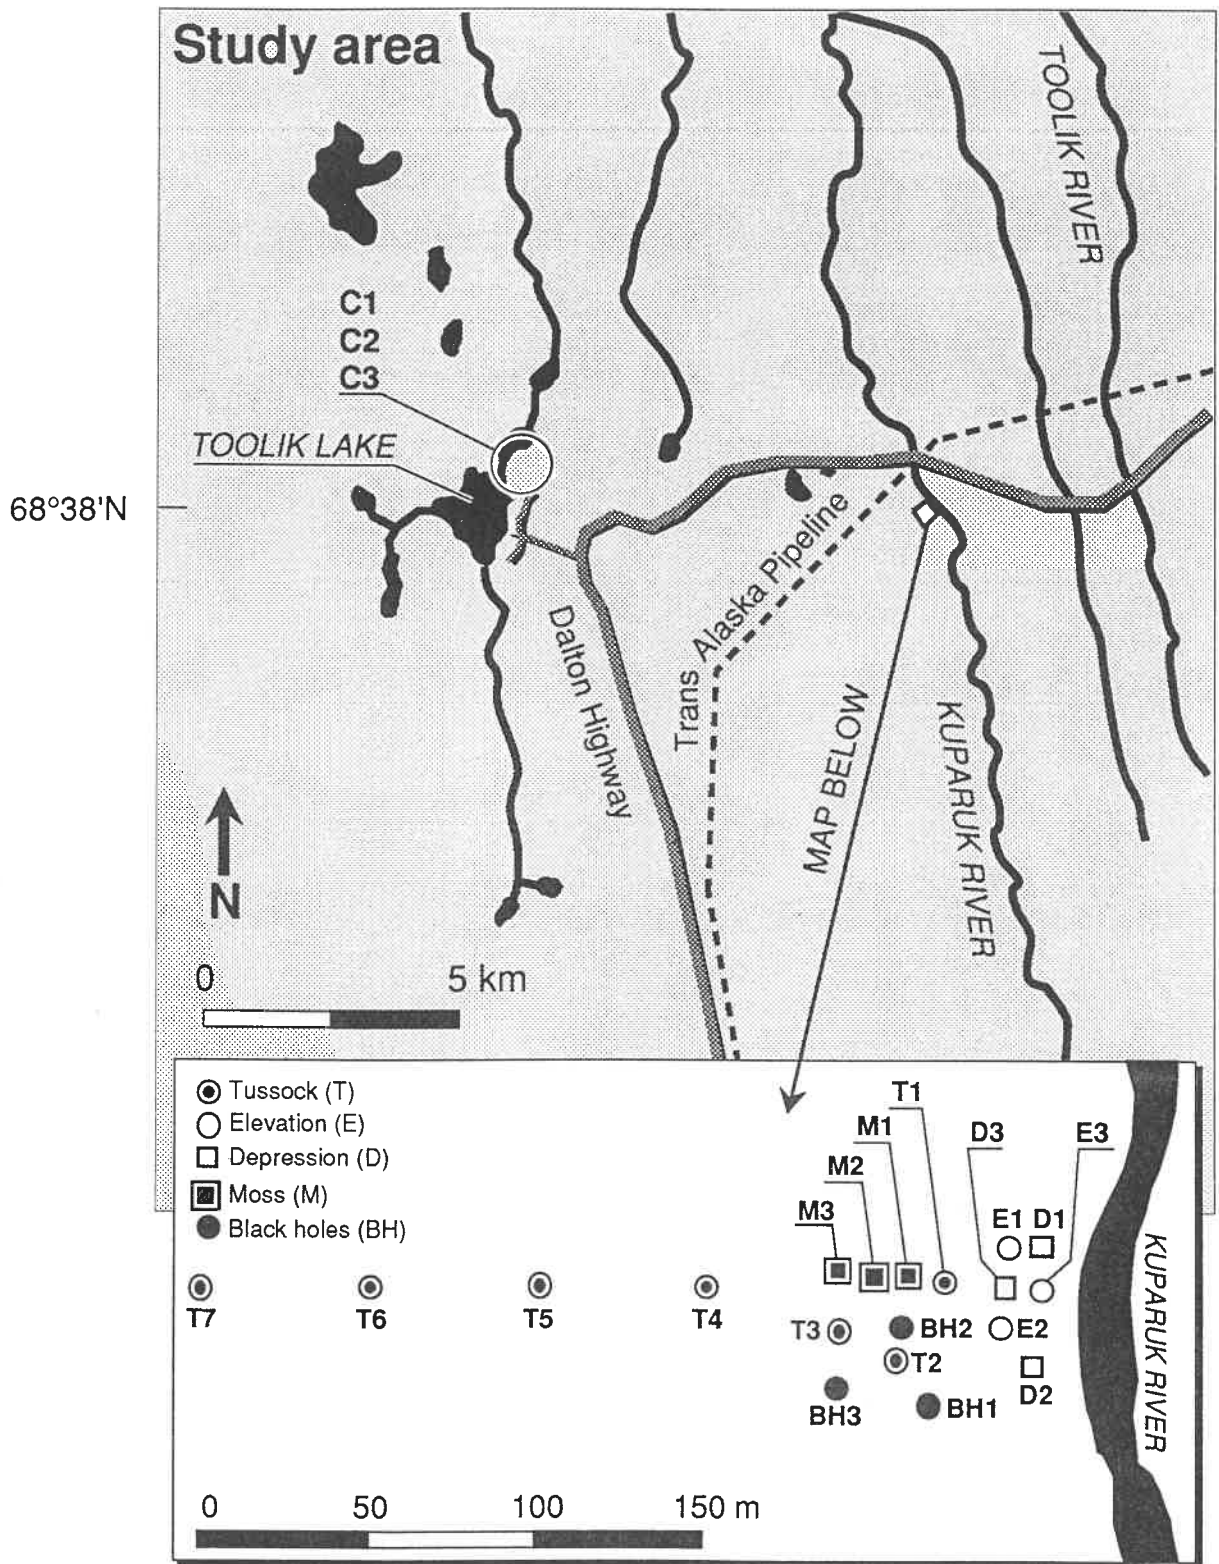 Study area
TOOLIK RIVER
C1
C2
C3
TOOLIK LAKE
68°38'N
Trans Alaska Pipeline
Dalton Highway
MAP BELOW
KUPARUK RIVER
N
0 5 km
Tussock (T)
Elevation (E)
Depression (D)
Moss (M)
Black holes (BH)
T1
M1 D3 E3
M2
M3 E1 D1
KUPARUK RIVER
T7 T6 T5 T4
T3 BH2 E2
T2
D2
BH3 BH1
0 50 100 150 m